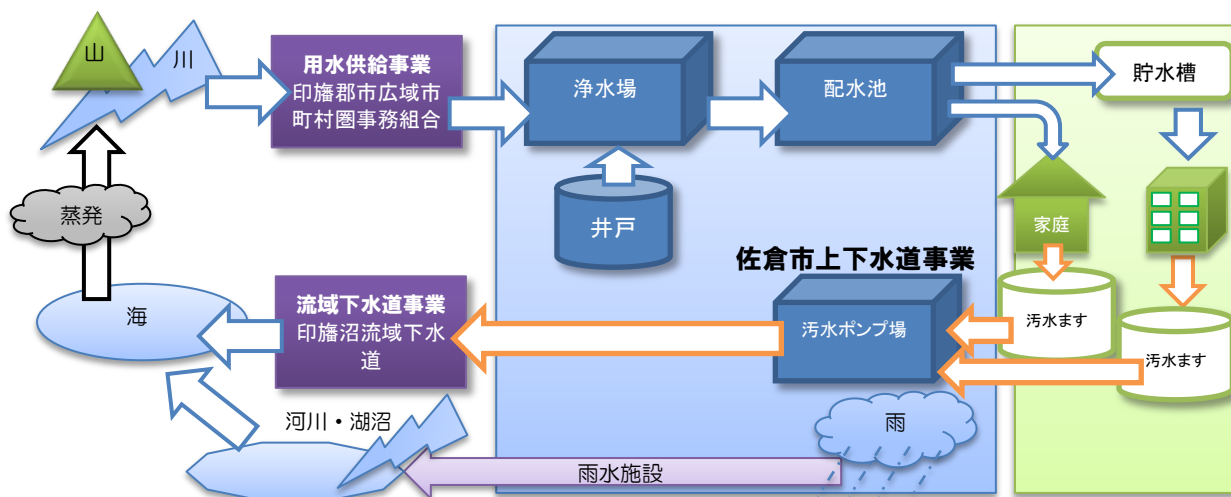 山
川
用水供給事業
印旛郡市広域市
町村圏事務組合
浄水場
配水池
貯水槽
蒸発
井戸
家庭
佐倉市上下水道事業
海
流域下水道事業
印旛沼流域下水
道
汚水ポンプ場
汚水ます
汚水ます
河川・湖沼
雨
雨水施設